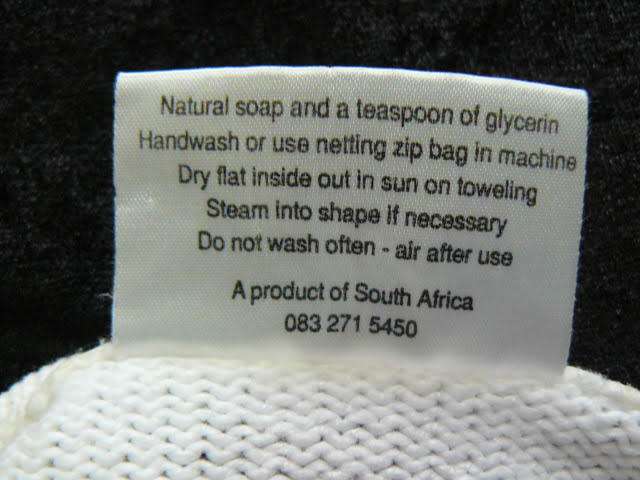 Natural soap and a teaspoon of glycerin
Handwash or use netting zip bag in machine
Dry flat inside out in sun on toweling
Steam into shape if necessary
Do not wash often - air after use
A product of South Africa
083 271 5450